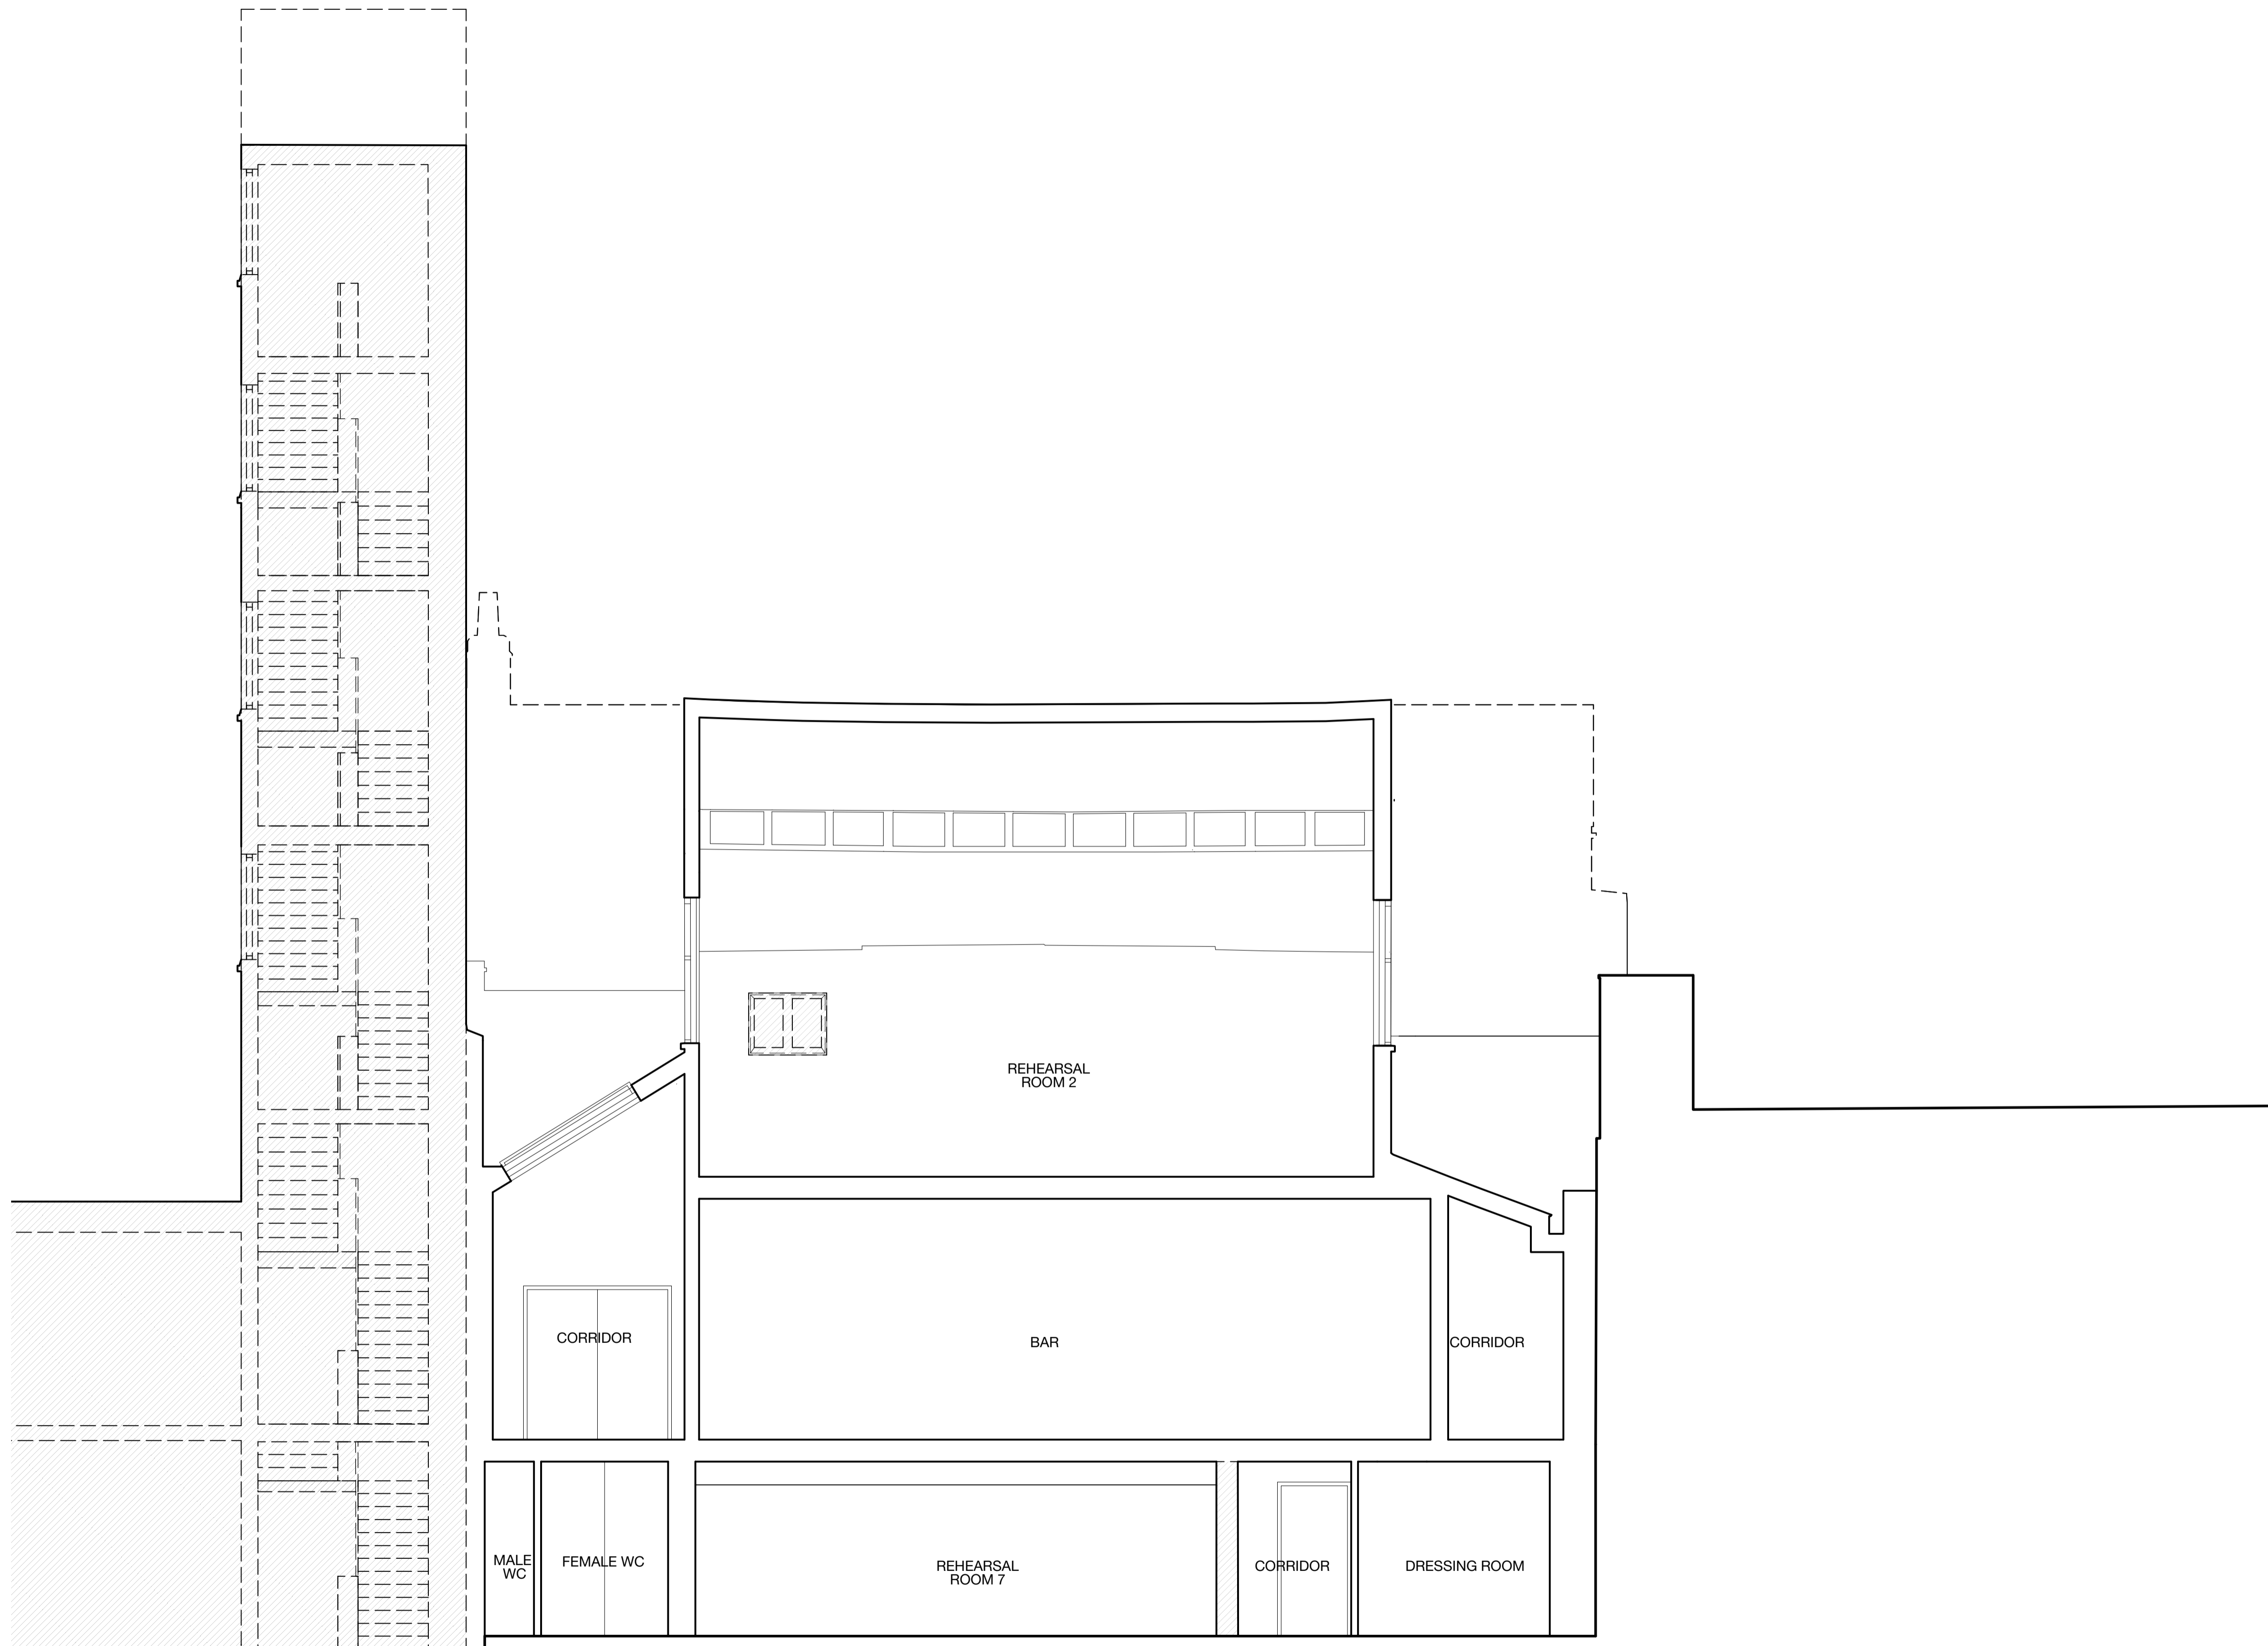 REHEARSAL
ROOM 2
CORRIDOR
BAR
CORRIDOR
MALE
WC
FEMALE WC
REHEARSAL
ROOM 7
CORRIDOR
DRESSING ROOM